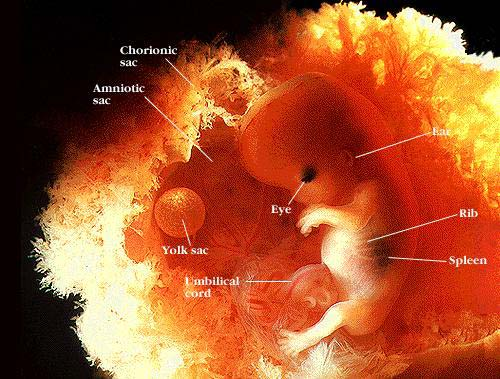 Chorionic
sac
Amniotic
sac
Ear
Eye
Rib
Yolk sac
Spleen
Umbilical
cord